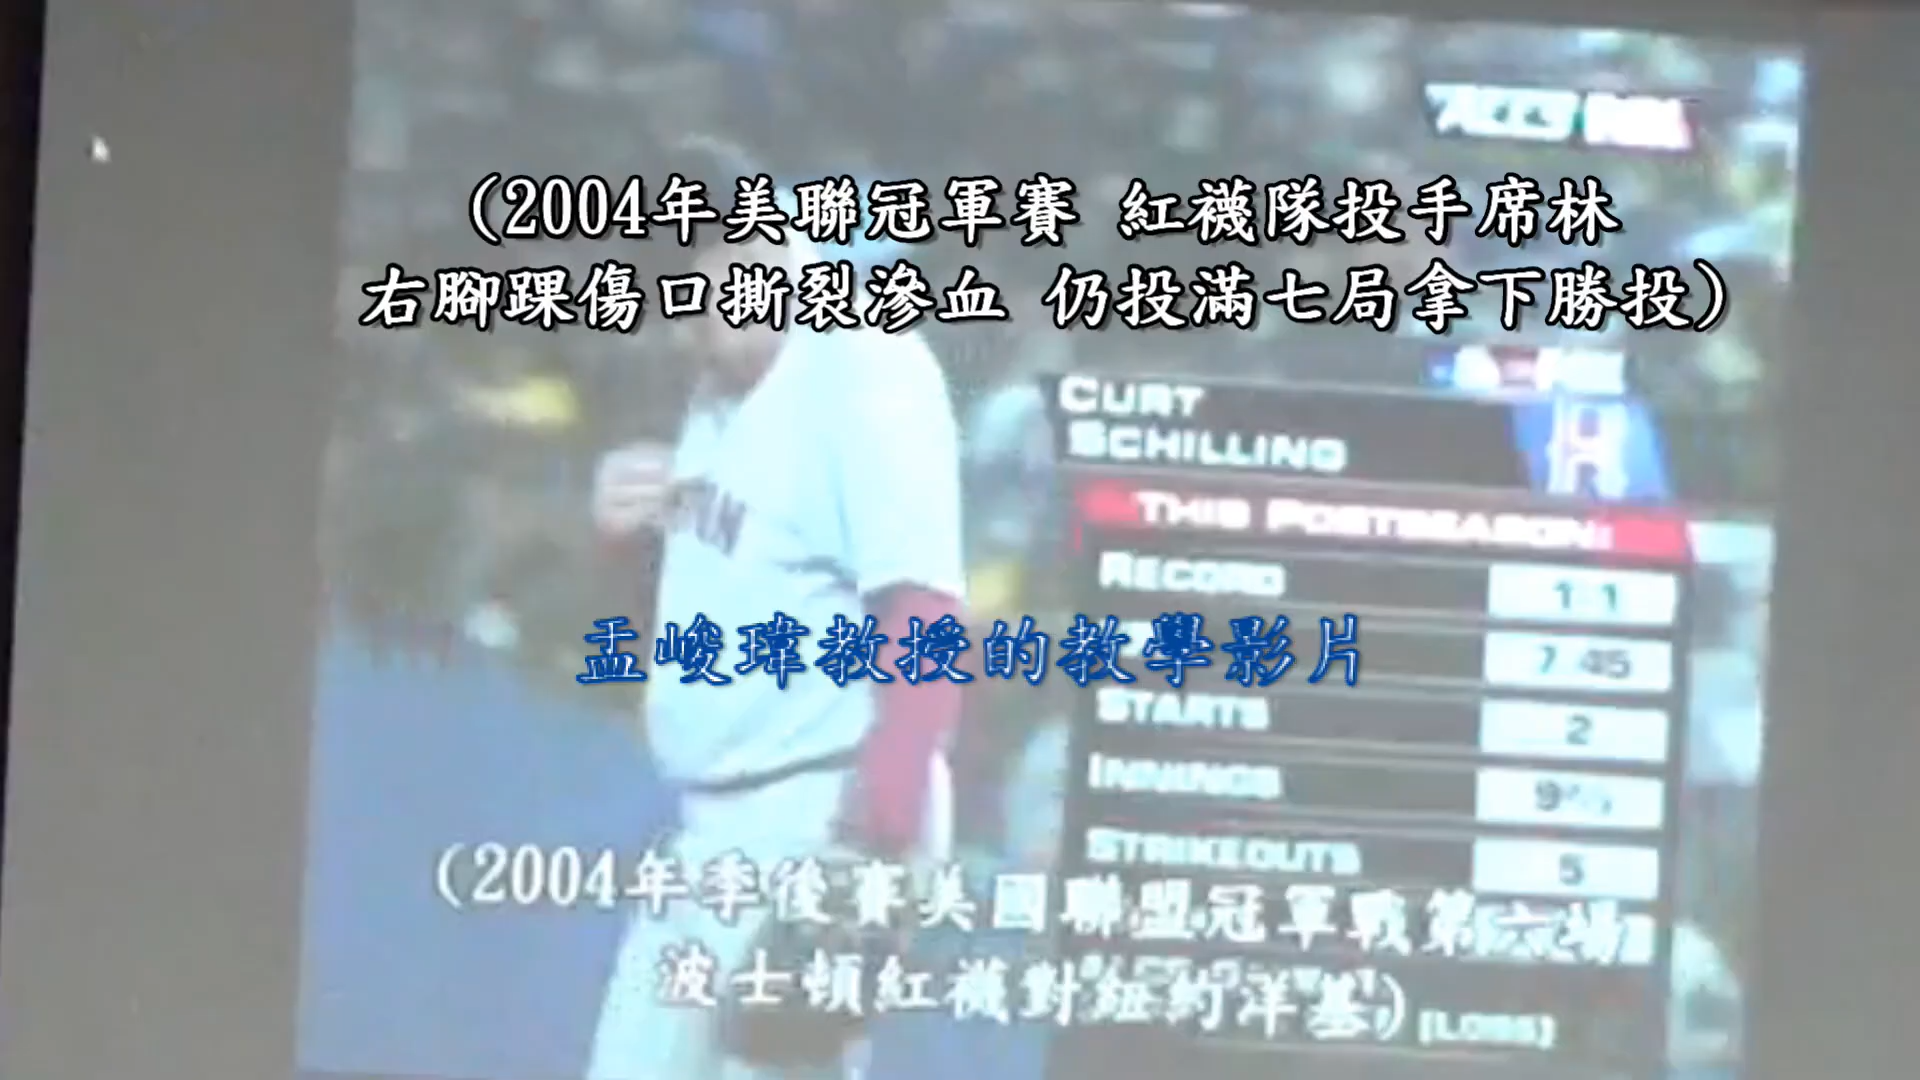 (2004年美聯冠軍賽 紅襪隊投手席林
右腳踝傷口撕裂滲血 仍投滿七局拿下勝投)
CURT
SCHILLING
THIS POSTSEASON:
RECORD 1 1
7 45
孟峻瑋教授的教學影片
STARTS 2
INNINGS
STRIKEOUTS 5
(2004年季後賽美國聯盟冠軍戰第六場
波士頓紅襪對紐約洋基)
(LOSS)